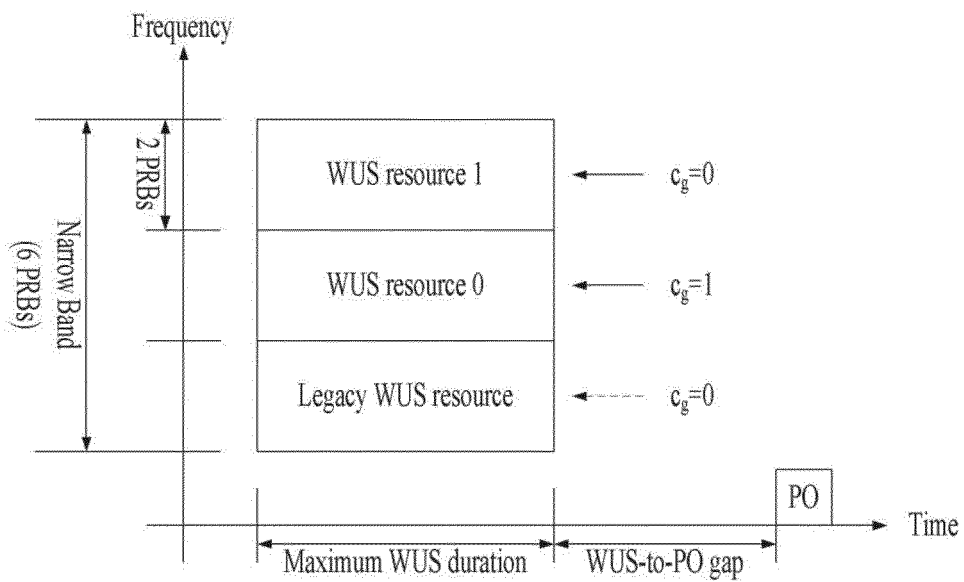 Frequency
2 PRBs
Narrow Band
(6 PRBs)
WUS resource 1
c_g=0
WUS resource 0
c_g=1
Legacy WUS resource
c_g=0
PO
Time
Maximum WUS duration
WUS-to-PO gap